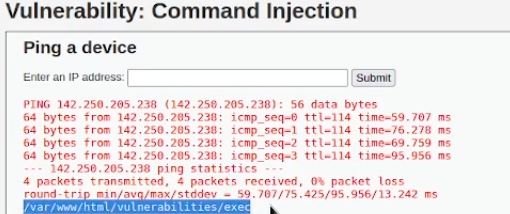 Vulnerability: Command Injection
Ping a device
Enter an IP address: Submit
PING 142.250.205.238 (142.250.205.238): 56 data bytes
64 bytes from 142.250.205.238: icmp_seq=0 ttl=114 time=59.707 ms
64 bytes from 142.250.205.238: icmp_seq=1 ttl=114 time=76.278 ms
64 bytes from 142.250.205.238: icmp_seq=2 ttl=114 time=69.759 ms
64 bytes from 142.250.205.238: icmp_seq=3 ttl=114 time=95.956 ms
--- 142.250.205.238 ping statistics ---
4 packets transmitted, 4 packets received, 0% packet loss
round-trip min/avg/max/stddev = 59.707/75.425/95.956/13.242 ms
/var/www/html/vulnerabilities/exec